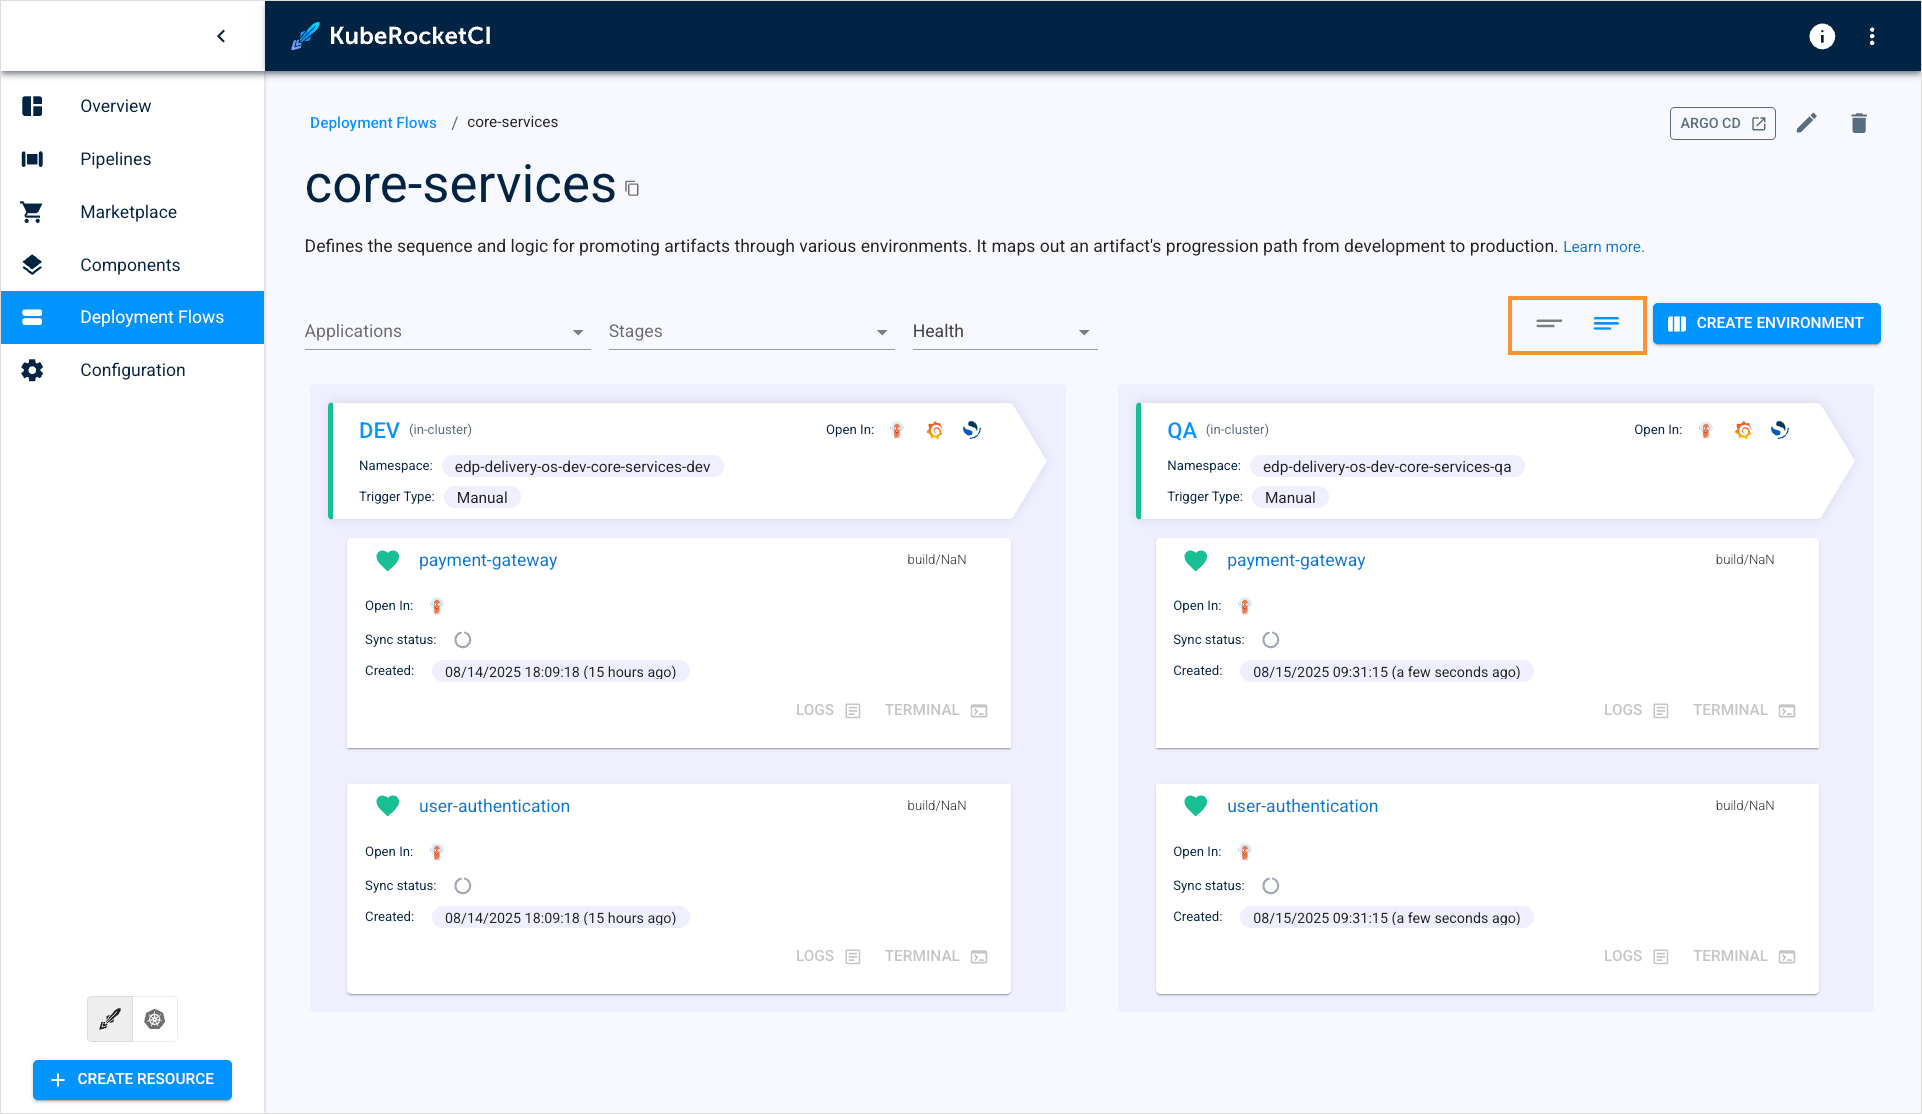 KubeRocketCI
Overview
Pipelines
Marketplace
Components
Deployment Flows
Configuration
CREATE RESOURCE
Deployment Flows / core-services
ARGO CD
core-services
Defines the sequence and logic for promoting artifacts through various environments. It maps out an artifact's progression path from development to production. Learn more.
Applications
Stages
Health
CREATE ENVIRONMENT
DEV (in-cluster)
Open In:
Namespace: edp-delivery-os-dev-core-services-dev
Trigger Type: Manual
payment-gateway
build/NaN
Open In:
Sync status:
Created: 08/14/2025 18:09:18 (15 hours ago)
LOGS
TERMINAL
user-authentication
build/NaN
Open In:
Sync status:
Created: 08/14/2025 18:09:18 (15 hours ago)
LOGS
TERMINAL
QA (in-cluster)
Open In:
Namespace: edp-delivery-os-dev-core-services-qa
Trigger Type: Manual
payment-gateway
build/NaN
Open In:
Sync status:
Created: 08/15/2025 09:31:15 (a few seconds ago)
LOGS
TERMINAL
user-authentication
build/NaN
Open In:
Sync status:
Created: 08/15/2025 09:31:15 (a few seconds ago)
LOGS
TERMINAL